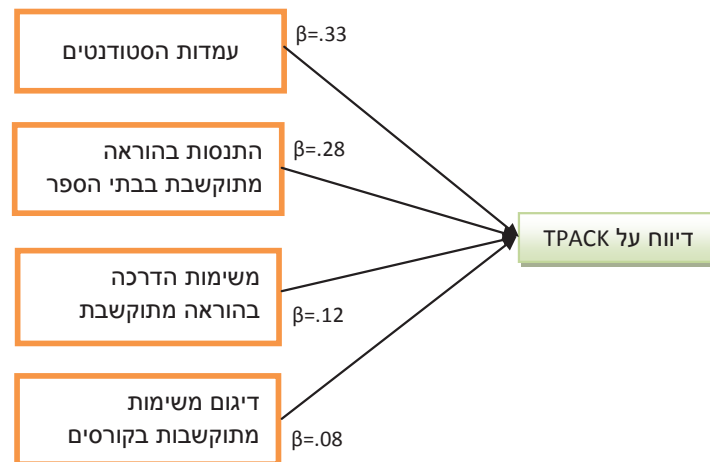 עמדות הסטודנטים
β=.33
התנסות בהוראה
מתוקשבת בבתי הספר
β=.28
משימות הדרכה
בהוראה מתוקשבת
β=.12
דיגום משימות
מתוקשבות בקורסים
β=.08
דיווח על TPACK